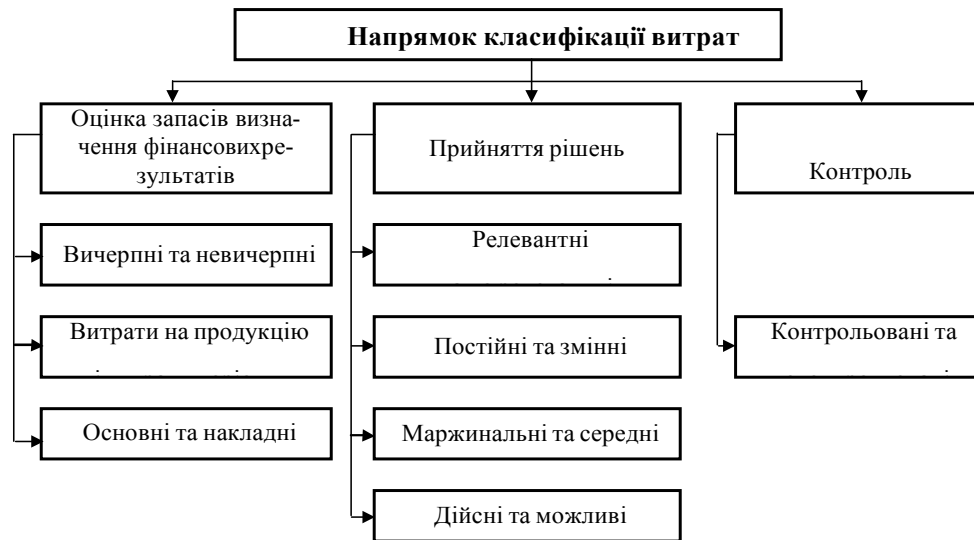 Напрямок класифікації витрат
Оцінка запасів визна-
чення фінансовихре-
зультатів
Вичерпні та невичерпні
Витрати на продукцію
Основні та накладні
Прийняття рішень
Релевантні
Постійні та змінні
Маржинальні та середні
Дійсні та можливі
Контроль
Контрольовані та